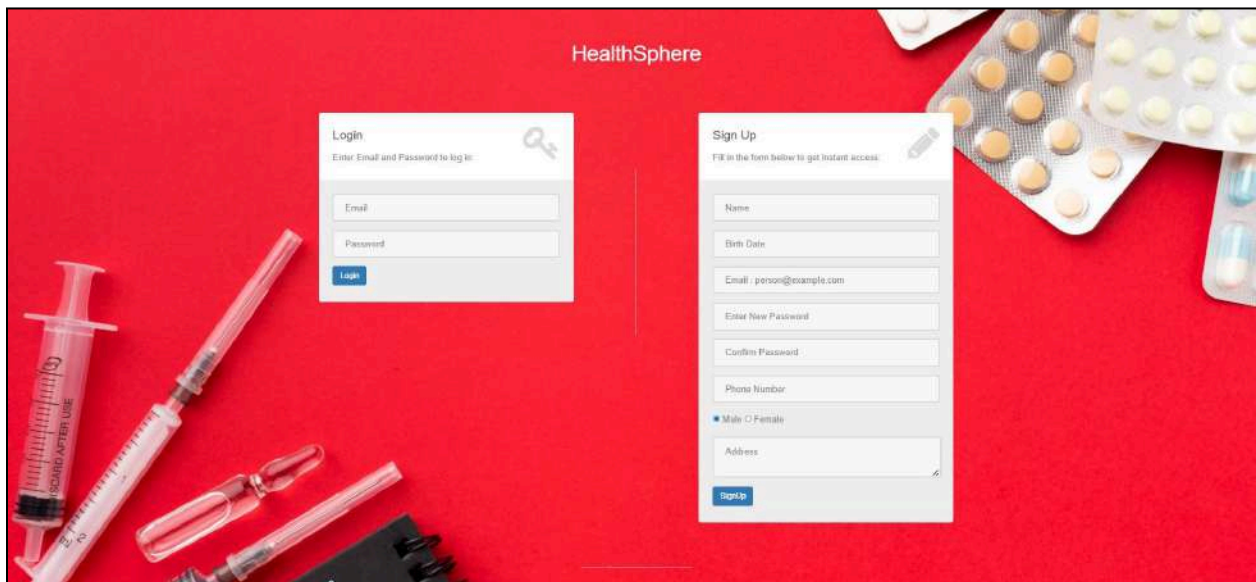 HealthSphere
Login
Enter Email and Password to log in:
Email
Password
Login
Sign Up
Fill in the form below to get instant access:
Name
Birth Date
Email : person@example.com
Enter New Password
Confirm Password
Phone Number
Male Female
Address
SignUp
DISCARD AFTER USE